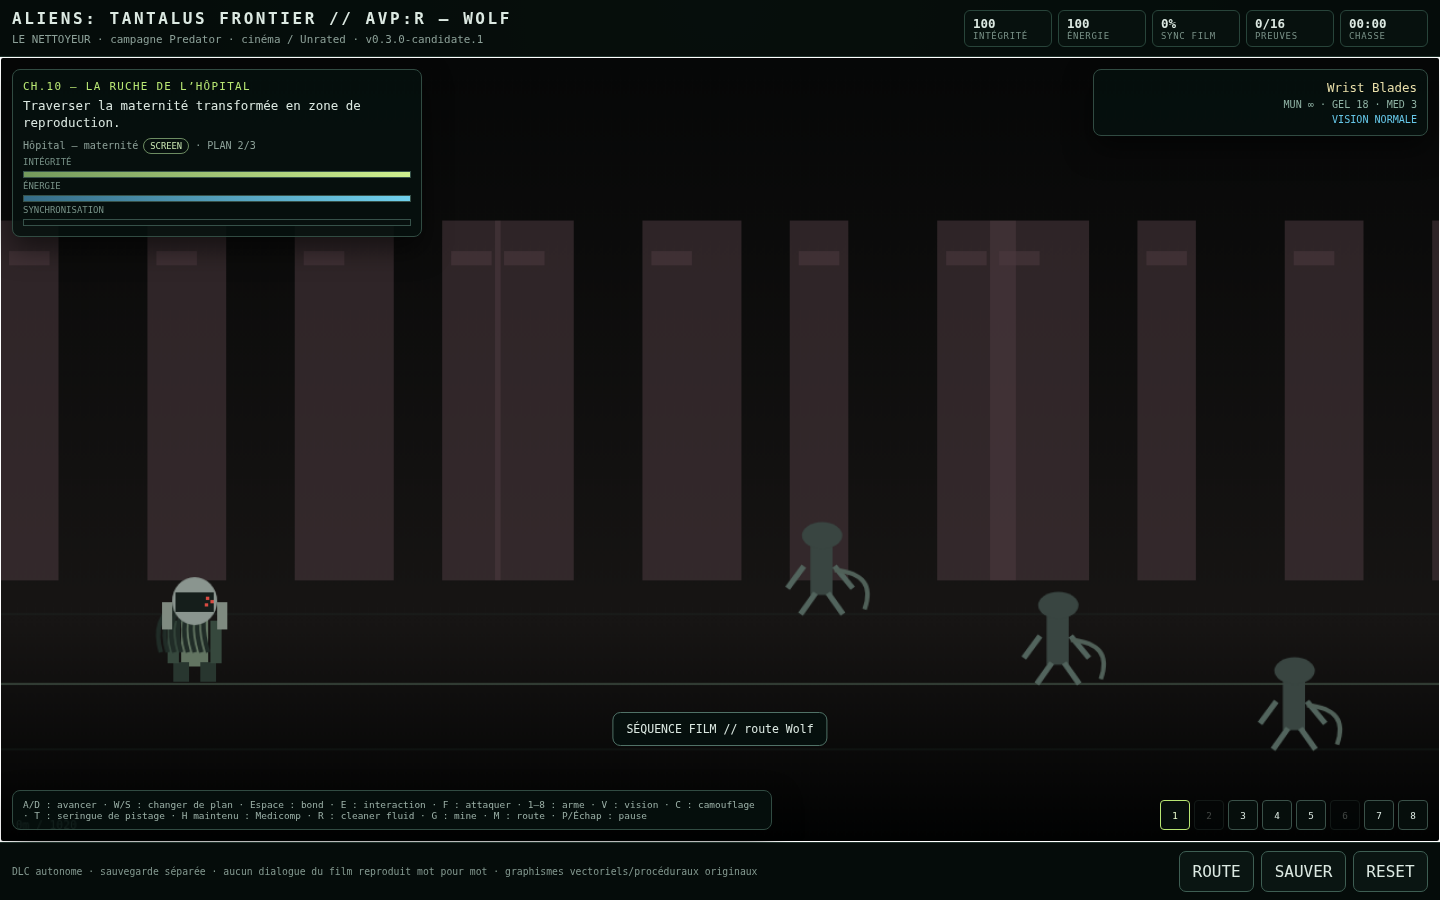 ALIENS: TANTALUS FRONTIER // AVP:R — WOLF
LE NETTOYEUR · campagne Predator · cinéma / Unrated · v0.3.0-candidate.1
100
INTÉGRITÉ
100
ÉNERGIE
0%
SYNC FILM
0/16
PREUVES
00:00
CHASSE
CH.10 — LA RUCHE DE L’HÔPITAL
Traverser la maternité transformée en zone de
reproduction.
Hôpital — maternité SCREEN · PLAN 2/3
INTÉGRITÉ
ÉNERGIE
SYNCHRONISATION
Wrist Blades
MUN ∞ · GEL 18 · MED 3
VISION NORMALE
SÉQUENCE FILM // route Wolf
A/D : avancer · W/S : changer de plan · Espace : bond · E : interaction · F : attaquer · 1–8 : arme · V : vision · C : camouflage
· T : seringue de pistage · H maintenu : Medicomp · R : cleaner fluid · G : mine · M : route · P/Échap : pause
1 2 3 4 5 6 7 8
DLC autonome · sauvegarde séparée · aucun dialogue du film reproduit mot pour mot · graphismes vectoriels/procéduraux originaux
ROUTE SAUVER RESET